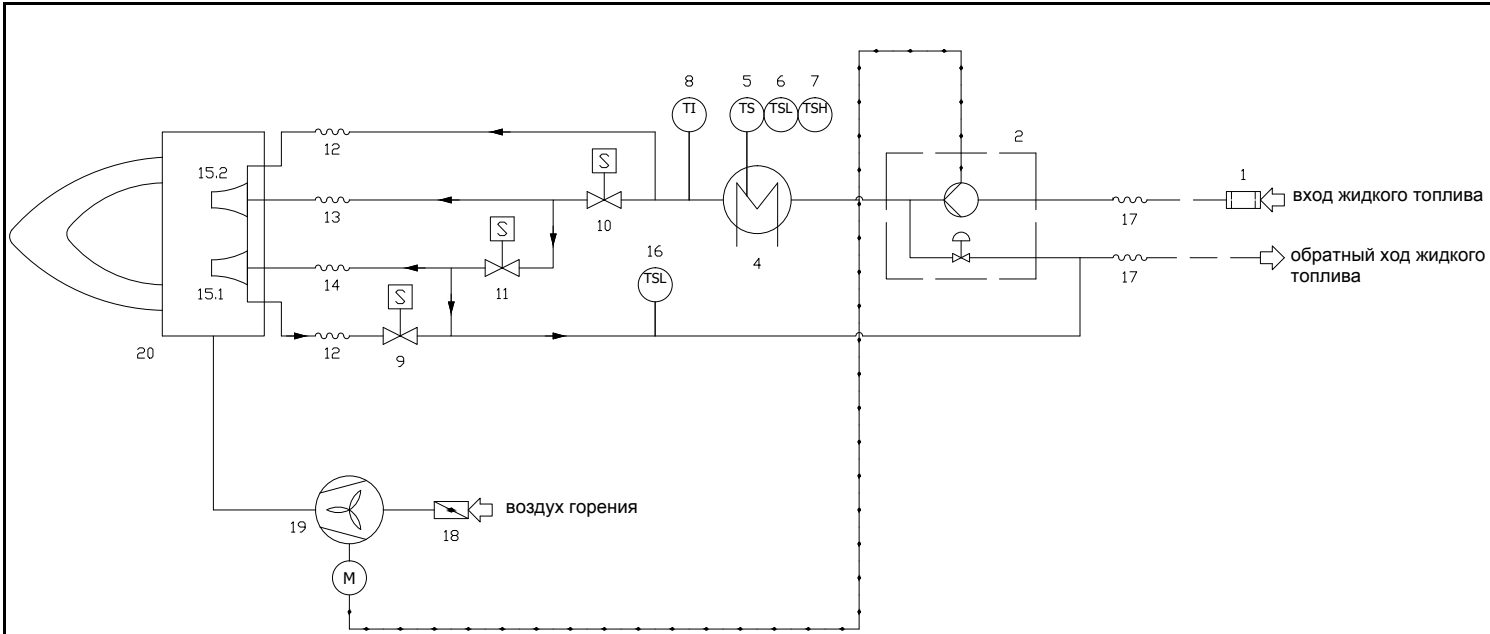 8
5
6
7
TI
TS
TSL
TSH
2
1
12
15.2
S
вход жидкого топлива
13
10
17
S
16
4
обратный ход жидкого
топлива
15.1
14
11
TSL
17
S
20
12
9
воздух горения
19
18
M